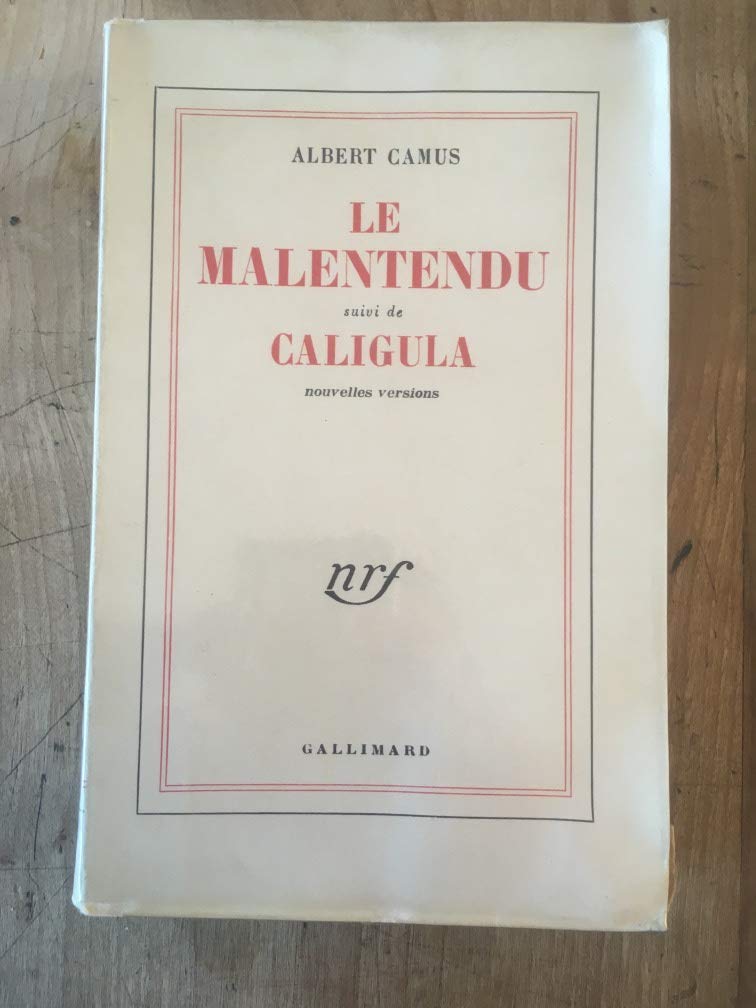 ALBERT CAMUS
LE
MALENTENDU
suivi de
CALIGULA
nouvelles versions
nrf
GALLIMARD